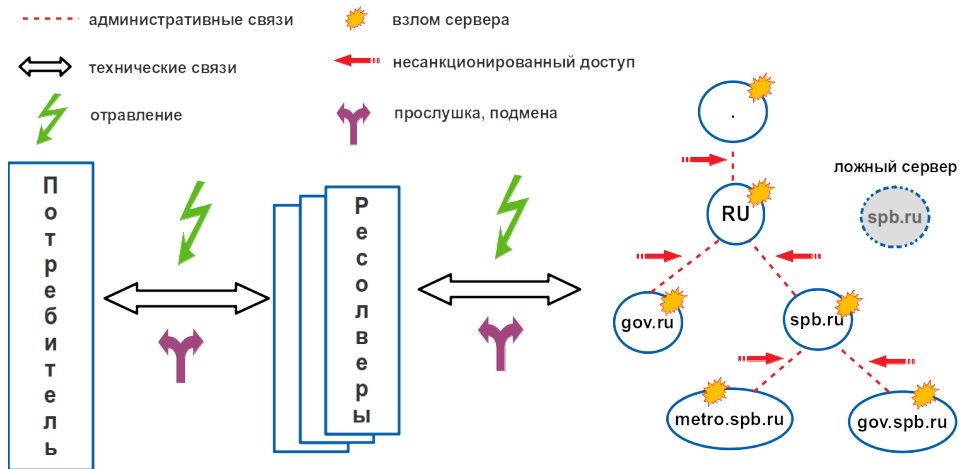 административные связи
взлом сервера
технические связи
несанкционированный доступ
отравление
прослушка, подмена
Потребитель
Ресолверы
.
ложный сервер
RU
spb.ru
gov.ru
spb.ru
metro.spb.ru
gov.spb.ru